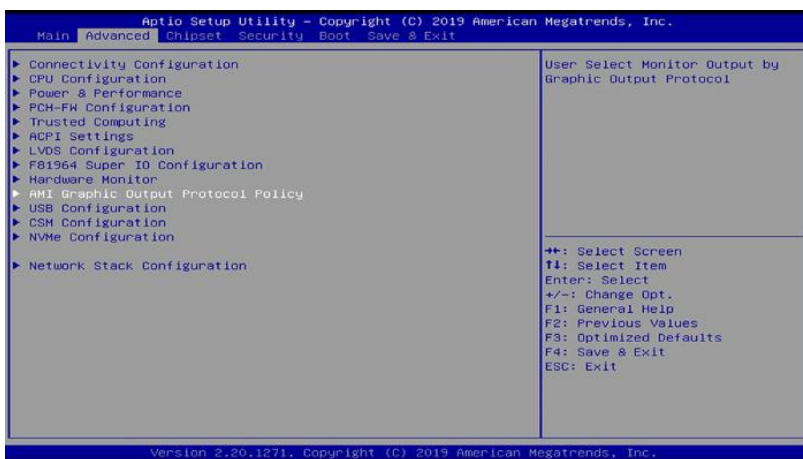 Aptio Setup Utility – Copyright (C) 2019 American Megatrends, Inc.
Main Advanced Chipset Security Boot Save & Exit
▶ Connectivity Configuration
▶ CPU Configuration
▶ Power & Performance
▶ PCH-FW Configuration
▶ Trusted Computing
▶ ACPI Settings
▶ LVDS Configuration
▶ F81964 Super IO Configuration
▶ Hardware Monitor
▶ AMI Graphic Output Protocol Policy
▶ USB Configuration
▶ CSM Configuration
▶ NVMe Configuration
▶ Network Stack Configuration
User Select Monitor Output by
Graphic Output Protocol
→←: Select Screen
↑↓: Select Item
Enter: Select
+/-: Change Opt.
F1: General Help
F2: Previous Values
F3: Optimized Defaults
F4: Save & Exit
ESC: Exit
Version 2.20.1271. Copyright (C) 2019 American Megatrends, Inc.